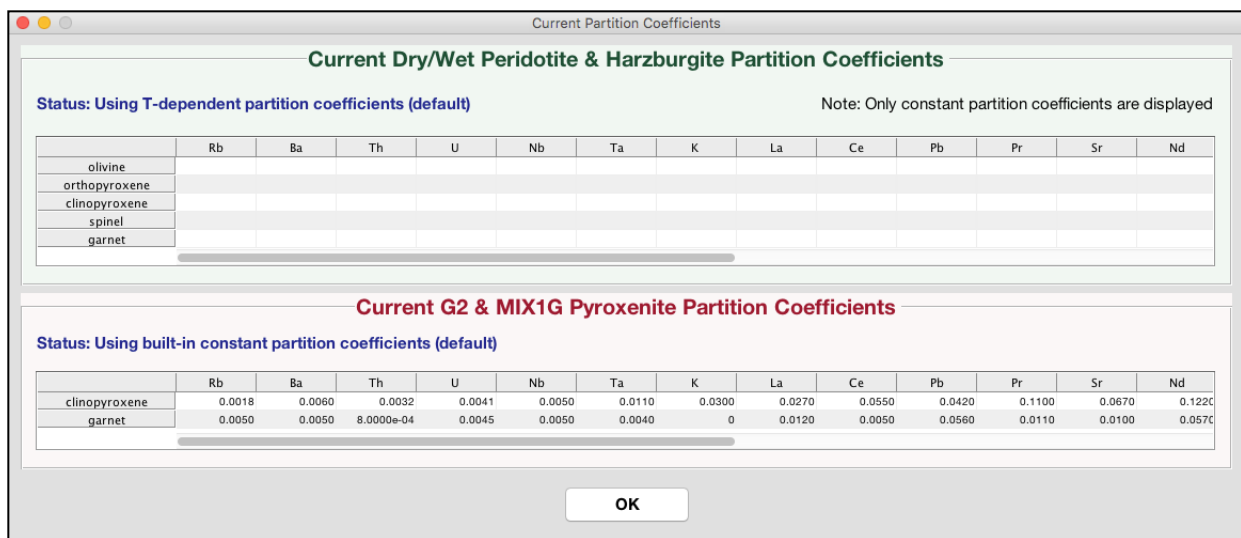 Current Partition Coefficients
Current Dry/Wet Peridotite & Harzburgite Partition Coefficients
Status: Using T-dependent partition coefficients (default) Note: Only constant partition coefficients are displayed
Rb Ba Th U Nb Ta K La Ce Pb Pr Sr Nd
olivine
orthopyroxene
clinopyroxene
spinel
garnet
Current G2 & MIX1G Pyroxenite Partition Coefficients
Status: Using built-in constant partition coefficients (default)
Rb Ba Th U Nb Ta K La Ce Pb Pr Sr Nd
clinopyroxene 0.0018 0.0060 0.0032 0.0041 0.0050 0.0110 0.0300 0.0270 0.0550 0.0420 0.1100 0.0670 0.1220
garnet 0.0050 0.0050 8.0000e-04 0.0045 0.0050 0.0040 0 0.0120 0.0050 0.0560 0.0110 0.0100 0.0570
OK